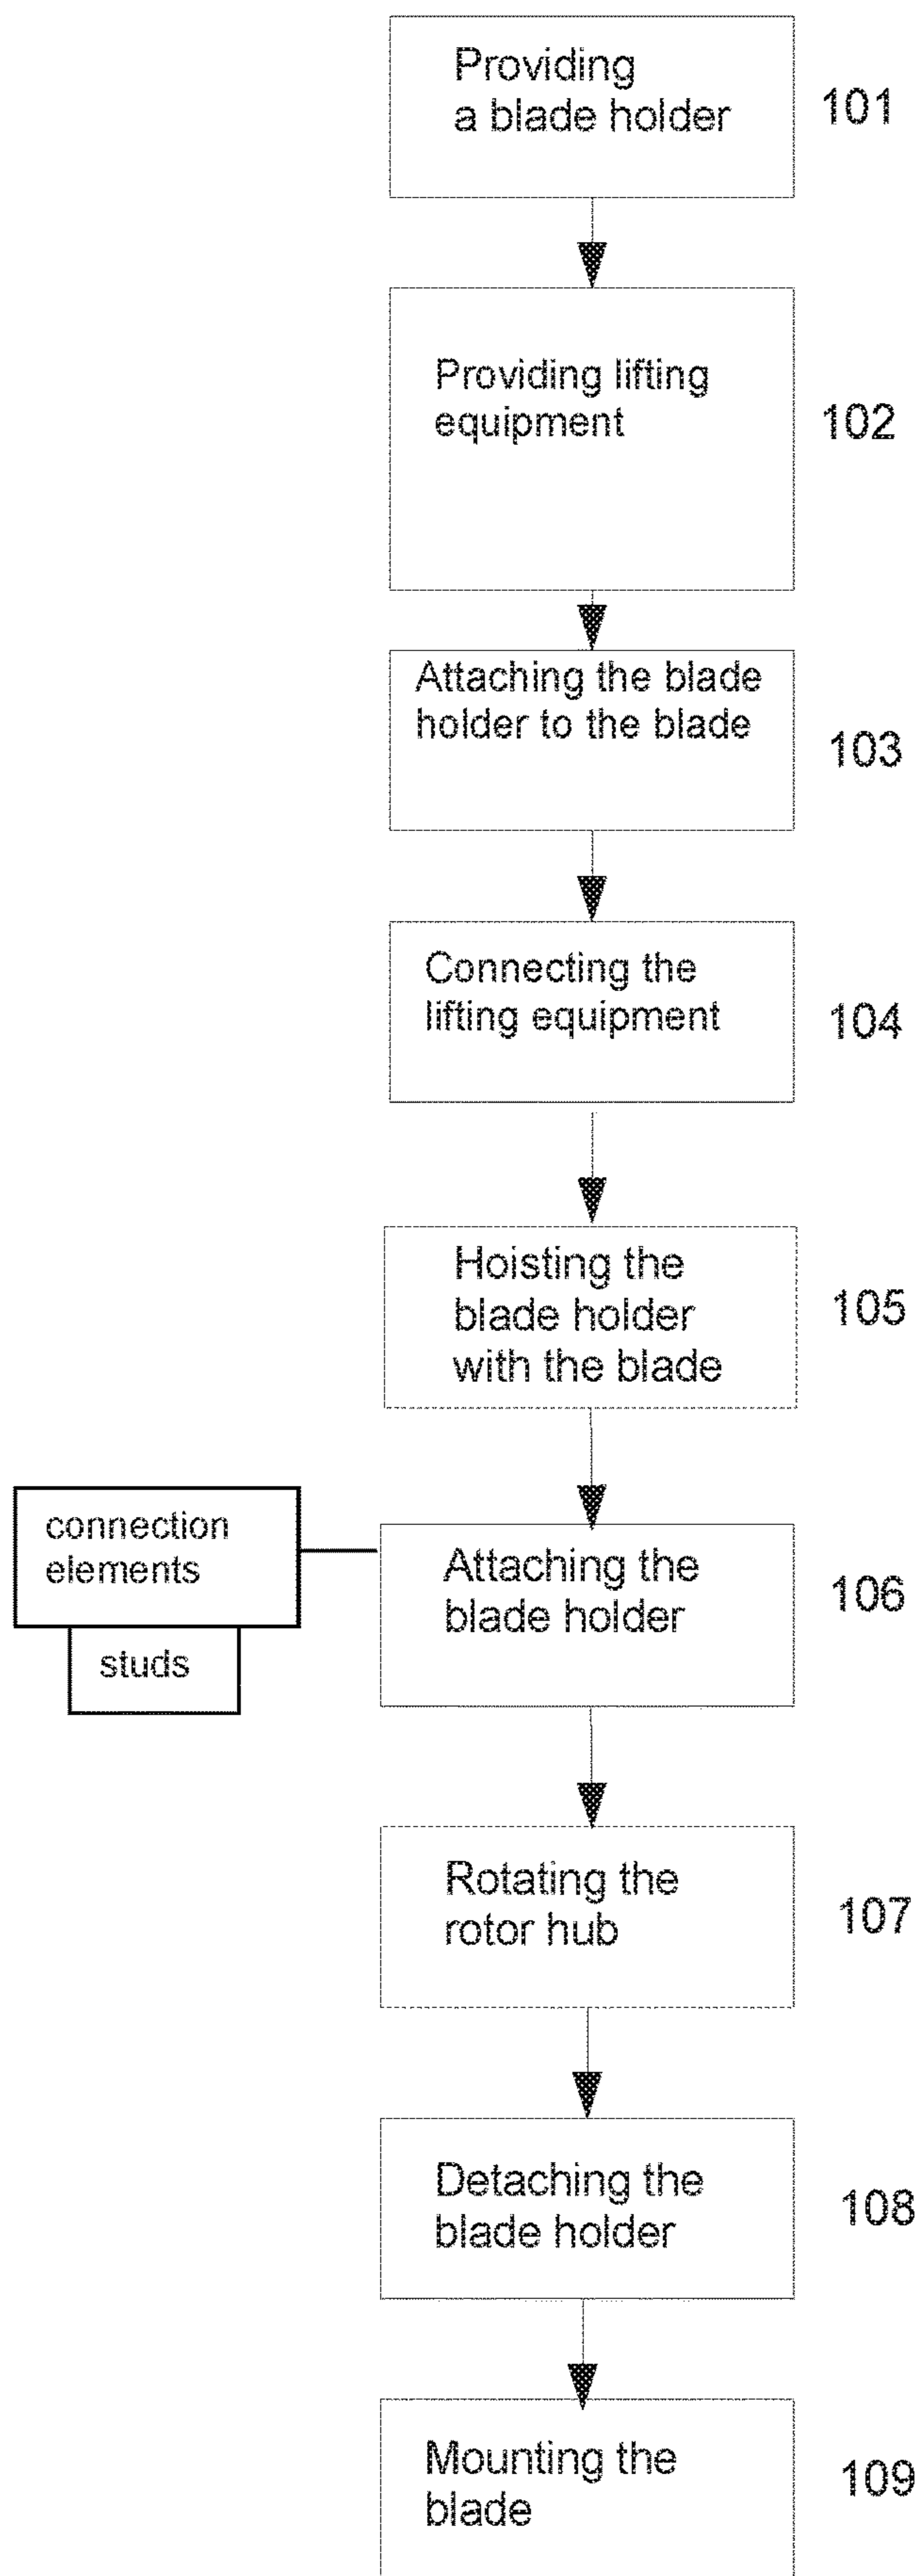 Providing
a blade holder
101
Providing lifting
equipment
102
Attaching the blade
holder to the blade
103
Connecting the
lifting equipment
104
Hoisting the
blade holder
with the blade
105
connection
elements
studs
Attaching the
blade holder
106
Rotating the
rotor hub
107
Detaching the
blade holder
108
Mounting the
blade
109